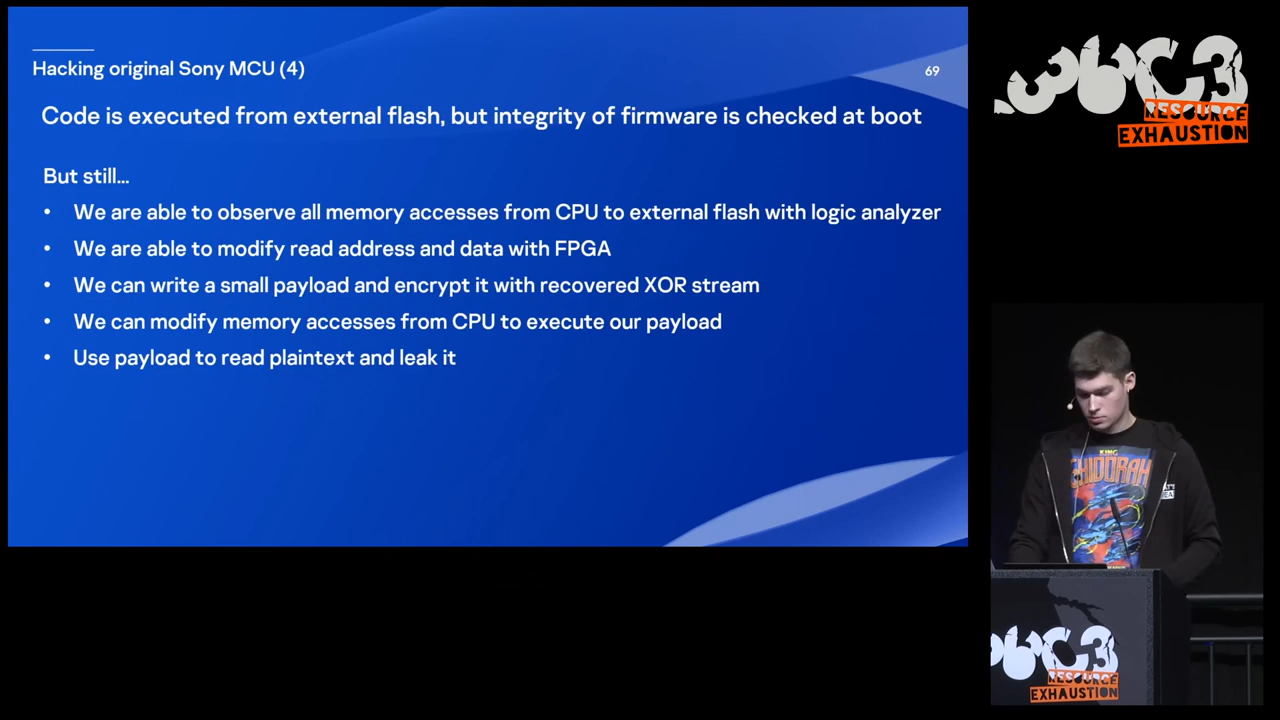 Hacking original Sony MCU (4)
69
Code is executed from external flash, but integrity of firmware is checked at boot
But still...
• We are able to observe all memory accesses from CPU to external flash with logic analyzer
• We are able to modify read address and data with FPGA
• We can write a small payload and encrypt it with recovered XOR stream
• We can modify memory accesses from CPU to execute our payload
• Use payload to read plaintext and leak it
36C3
RESOURCE
EXHAUSTION
KING
GHIDORAH
36C3
RESOURCE
EXHAUSTION